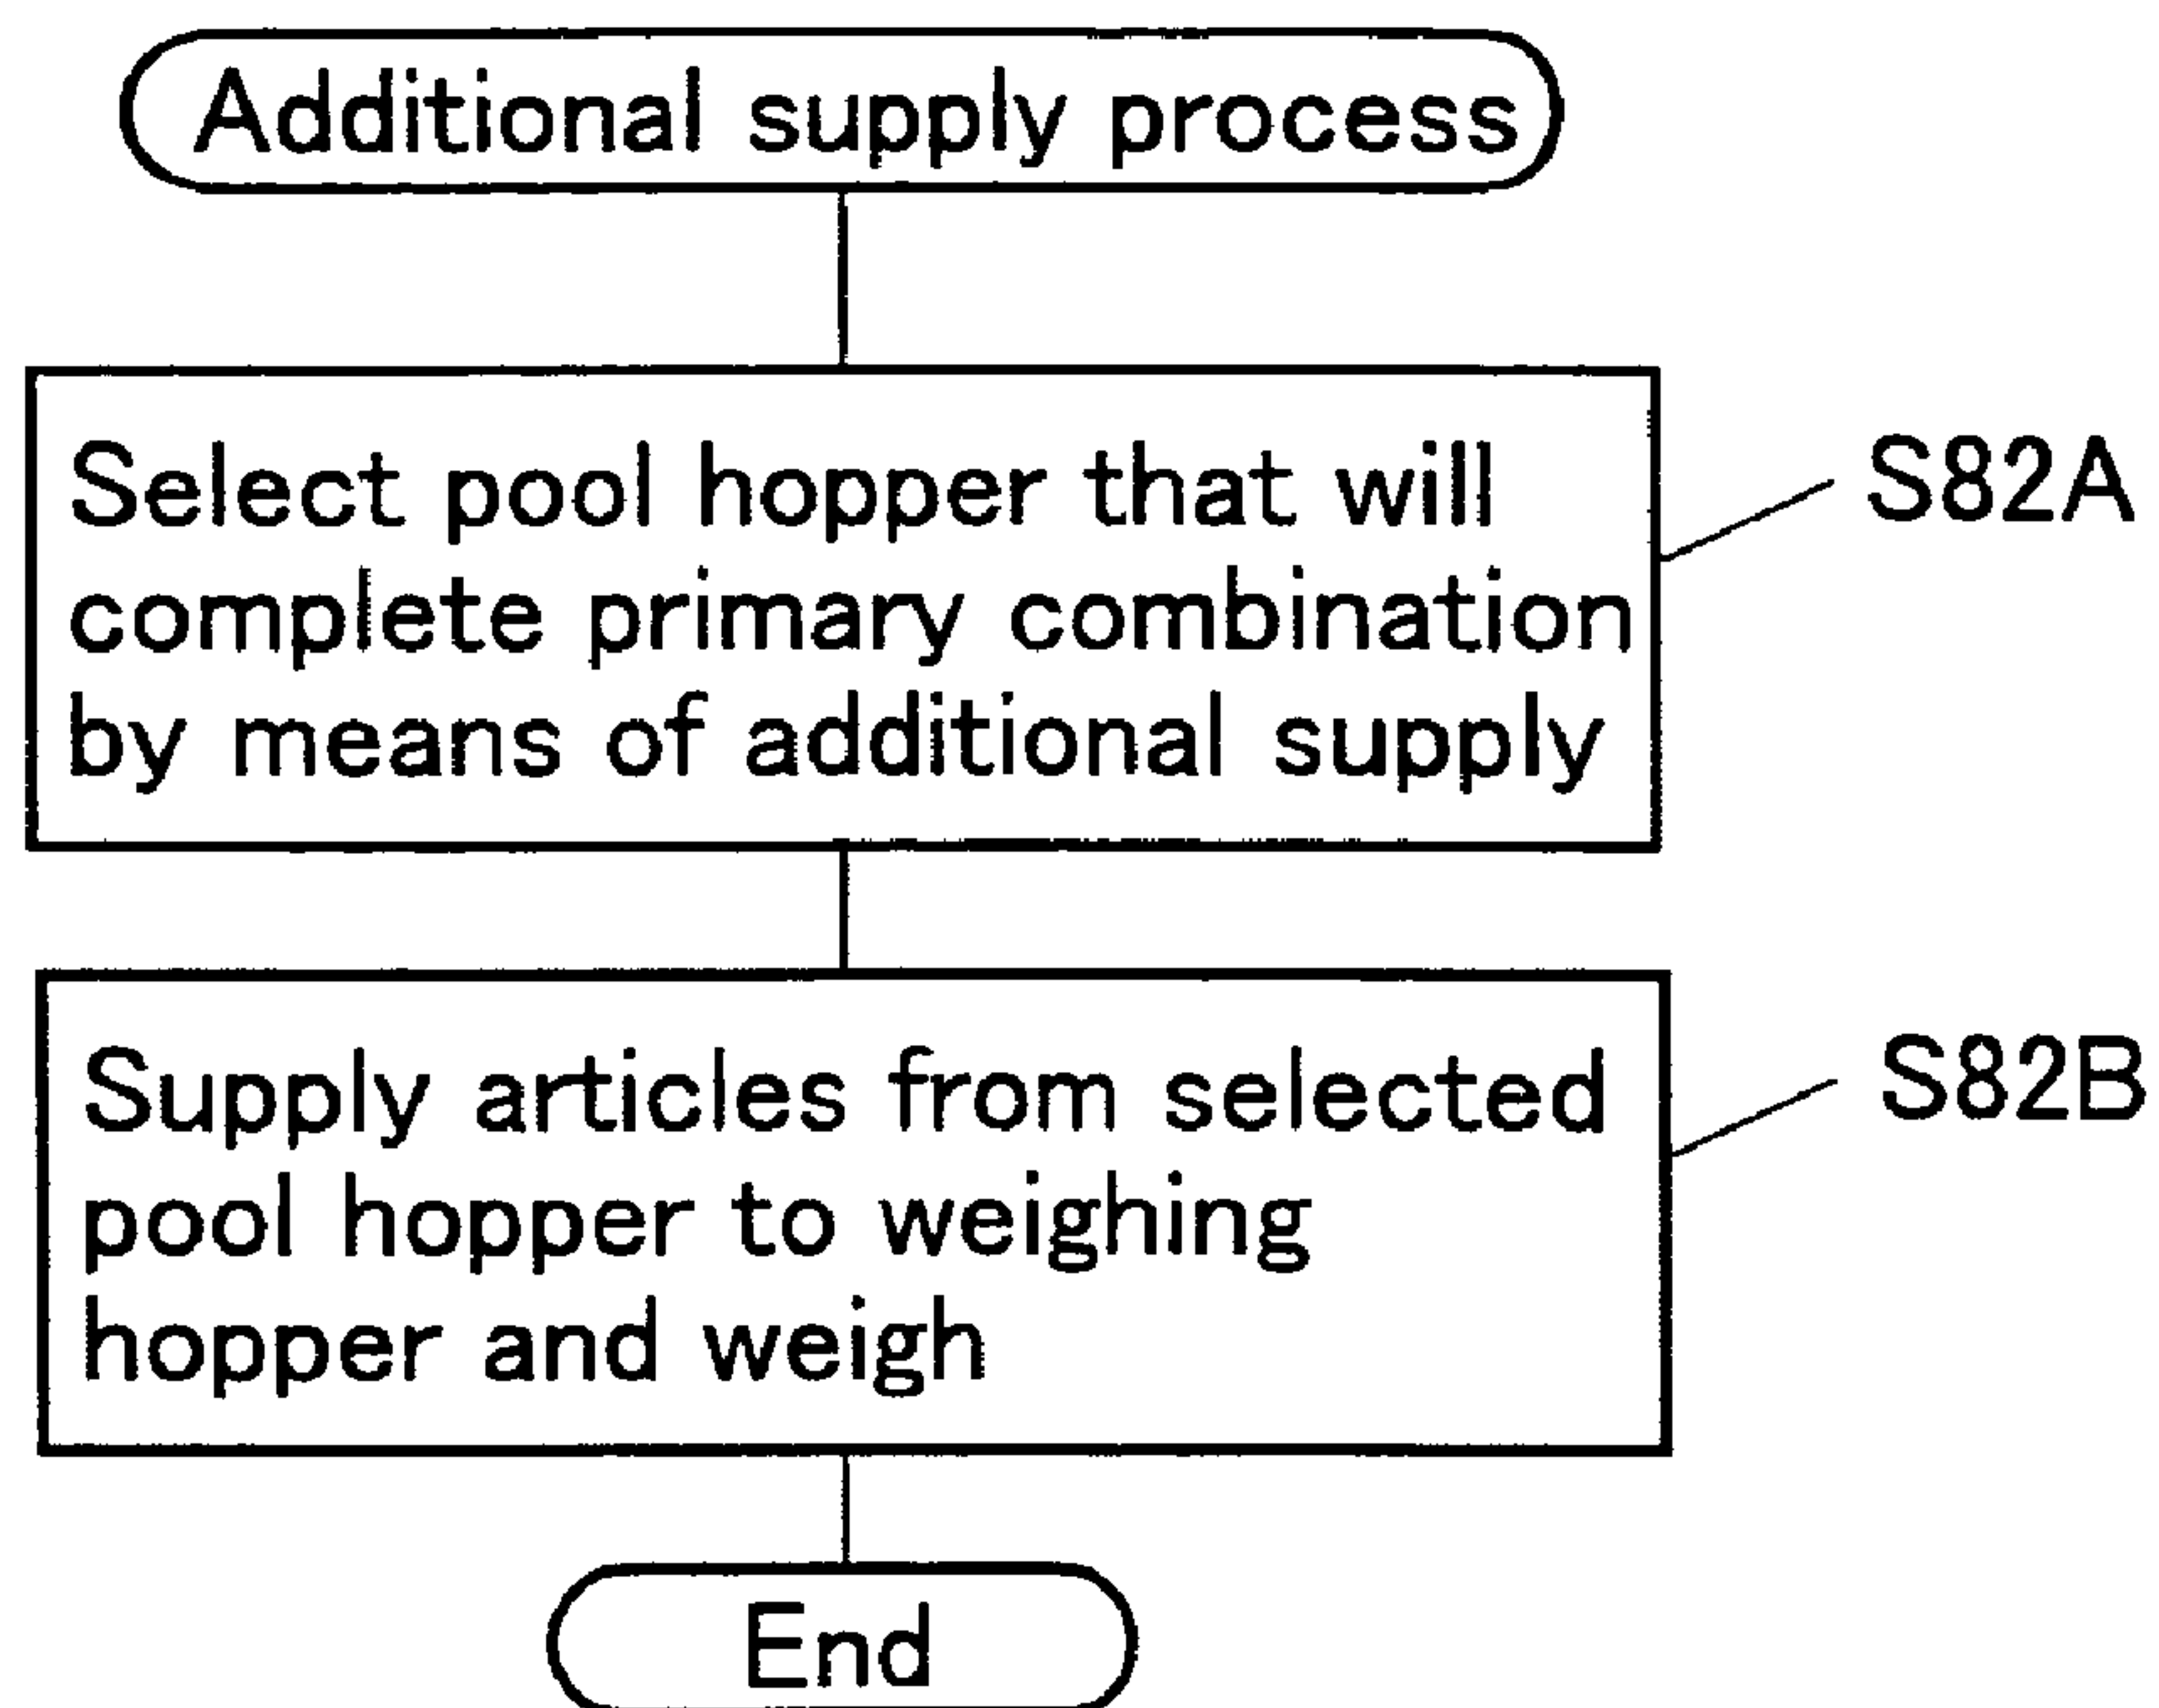 Additional supply process
Select pool hopper that will
complete primary combination
by means of additional supply
S82A
Supply articles from selected
pool hopper to weighing
hopper and weigh
S82B
End